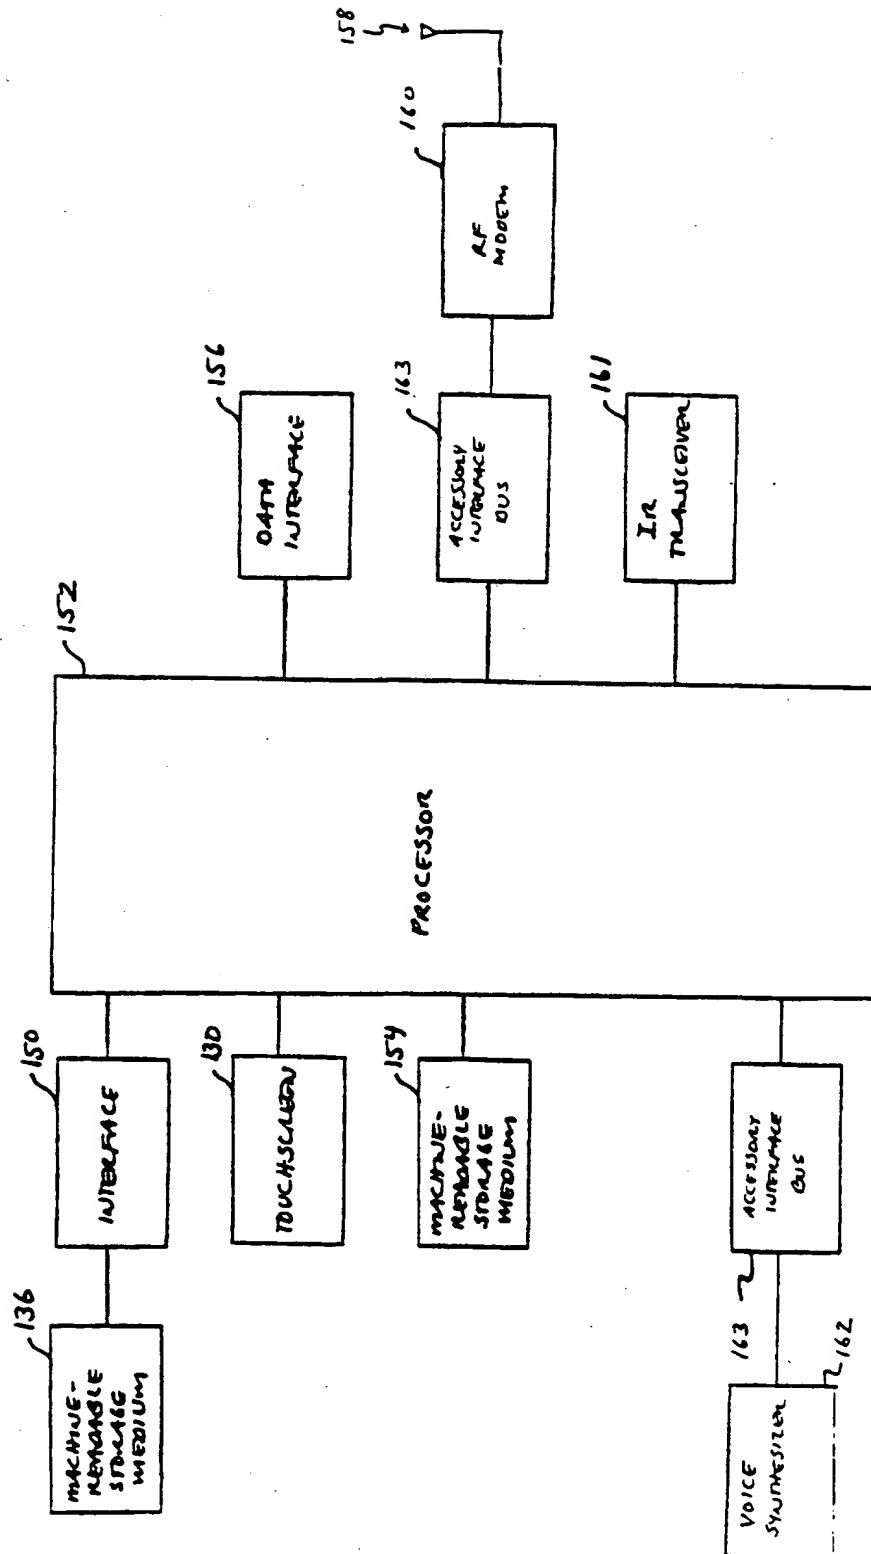 136
MACHINE-
READABLE
STORAGE
MEDIUM
150
INTERFACE
130
TOUCHSCREEN
154
MACHINE-
READABLE
STORAGE
MEDIUM
VOICE
SYNTHESIZER
162
163
ACCESSORY
INTERFACE
BUS
152
PROCESSOR
156
DATA
INTERFACE
163
ACCESSORY
INTERFACE
BUS
161
IR
TRANSCEIVER
160
RF
MODEM
158